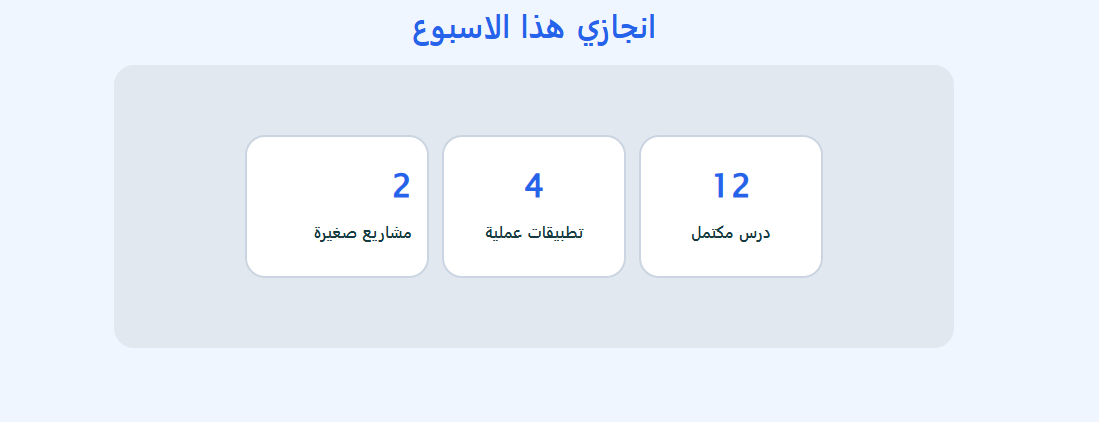 انجازي هذا الاسبوع
12
درس مكتمل
4
تطبيقات عملية
2
مشاريع صغيرة